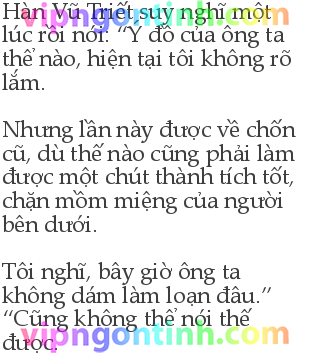 Hàn Vũ Triết suy nghĩ một
vipngontinh.com
lúc rồi nói: “Ý đồ của ông ta
thế nào, hiện tại tôi không rõ
lắm.
Nhưng lần này được về chốn
cũ, dù thế nào cũng phải làm
được một chút thành tích tốt,
chặn mồm miệng của người
bên dưới.
Tôi nghĩ, bây giờ ông ta
không dám làm loạn đâu.”
“Cũng không thể nói thế
vipngontinh.com
được.